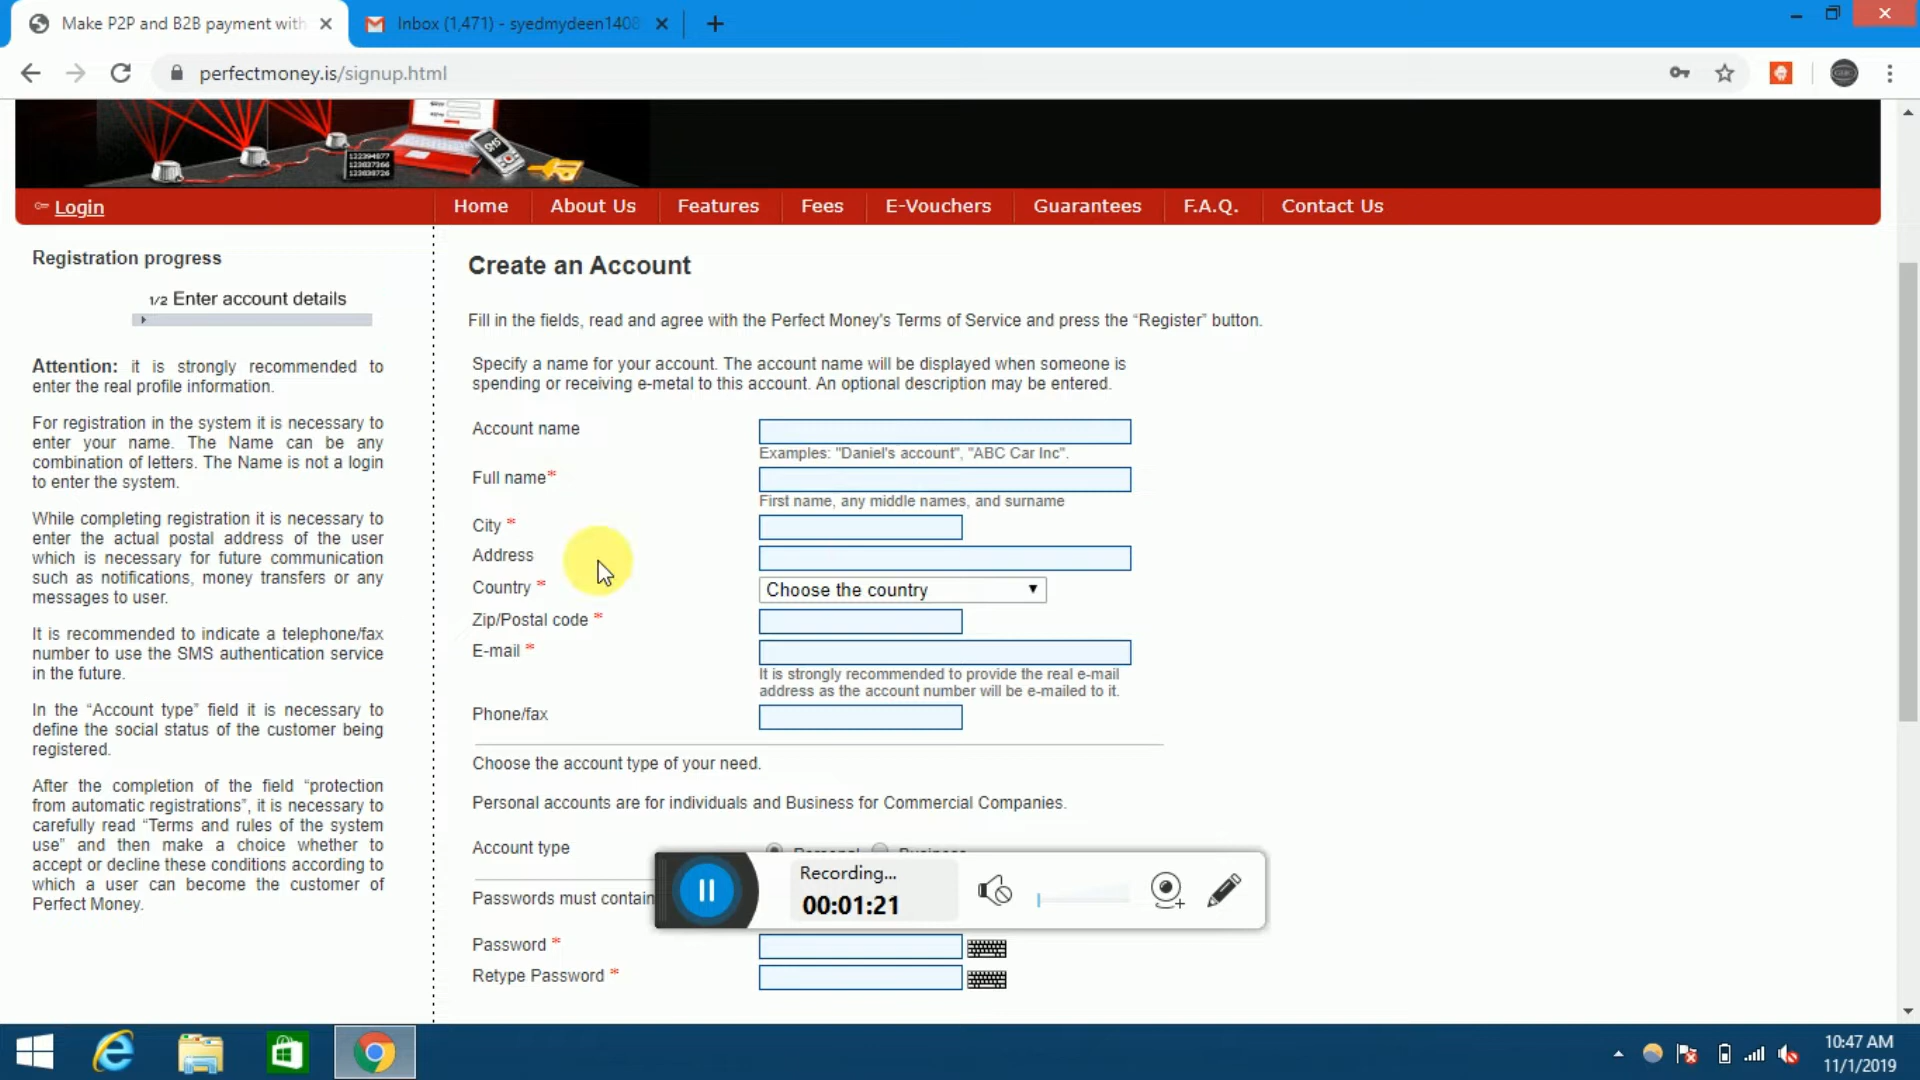 Make P2P and B2B payment with
Inbox (1,471) - syedmydeen1408
perfectmoney.is/signup.html
SMS
122394877
123837366
123838726
Login
Home
About Us
Features
Fees
E-Vouchers
Guarantees
F.A.Q.
Contact Us
Registration progress
1/2 Enter account details
Attention: it is strongly recommended to
enter the real profile information.
For registration in the system it is necessary to
enter your name. The Name can be any
combination of letters. The Name is not a login
to enter the system.
While completing registration it is necessary to
enter the actual postal address of the user
which is necessary for future communication
such as notifications, money transfers or any
messages to user.
It is recommended to indicate a telephone/fax
number to use the SMS authentication service
in the future.
In the “Account type” field it is necessary to
define the social status of the customer being
registered.
After the completion of the field “protection
from automatic registrations”, it is necessary to
carefully read “Terms and rules of the system
use” and then make a choice whether to
accept or decline these conditions according to
which a user can become the customer of
Perfect Money.
Create an Account
Fill in the fields, read and agree with the Perfect Money's Terms of Service and press the “Register” button.
Specify a name for your account. The account name will be displayed when someone is
spending or receiving e-metal to this account. An optional description may be entered.
Account name
Examples: "Daniel's account", "ABC Car Inc".
Full name*
First name, any middle names, and surname
City *
Address
Country *
Choose the country
Zip/Postal code *
E-mail *
It is strongly recommended to provide the real e-mail
address as the account number will be e-mailed to it.
Phone/fax
Choose the account type of your need.
Personal accounts are for individuals and Business for Commercial Companies.
Account type
Personal
Business
Passwords must contain
Recording...
00:01:21
Password *
Retype Password *
10:47 AM
11/1/2019